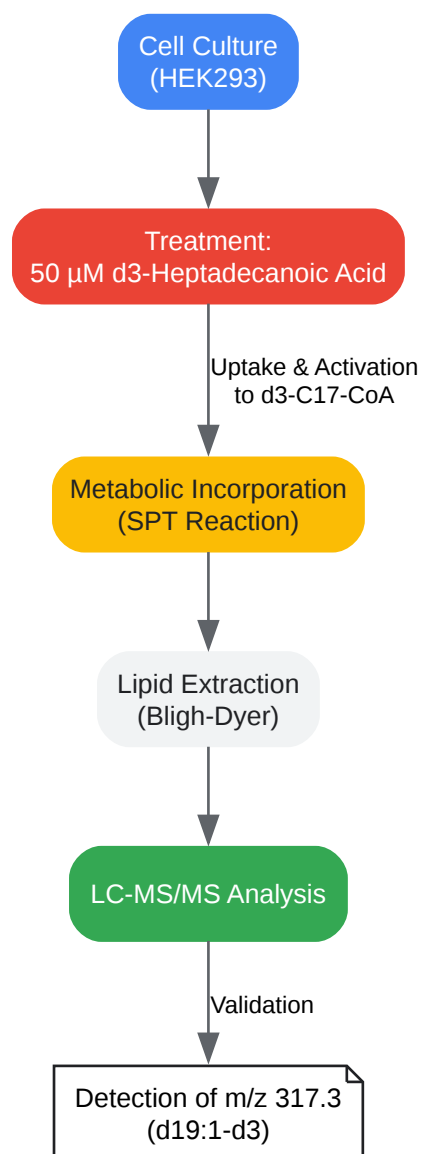 Cell Culture
(HEK293)
Treatment:
50 µM d3-Heptadecanoic Acid
Uptake & Activation
to d3-C17-CoA
Metabolic Incorporation
(SPT Reaction)
Lipid Extraction
(Bligh-Dyer)
LC-MS/MS Analysis
Validation
Detection of m/z 317.3
(d19:1-d3)